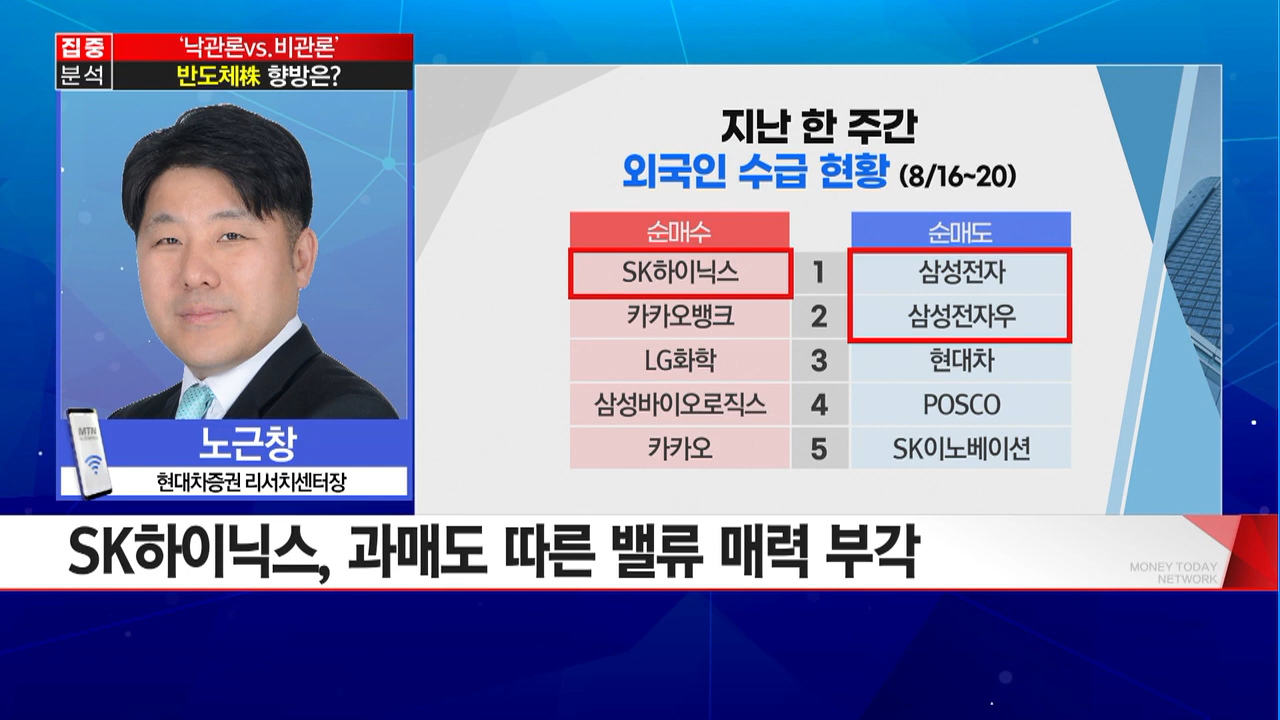 집중
분석
‘낙관론vs.비관론’
반도체株 향방은?
지난 한 주간
외국인 수급 현황 (8/16~20)
순매수 순매도
SK하이닉스 1 삼성전자
카카오뱅크 2 삼성전자우
LG화학 3 현대차
삼성바이오로직스 4 POSCO
카카오 5 SK이노베이션
MTN
노근창
현대차증권 리서치센터장
SK하이닉스, 과매도 따른 밸류 매력 부각
MONEY TODAY
NETWORK